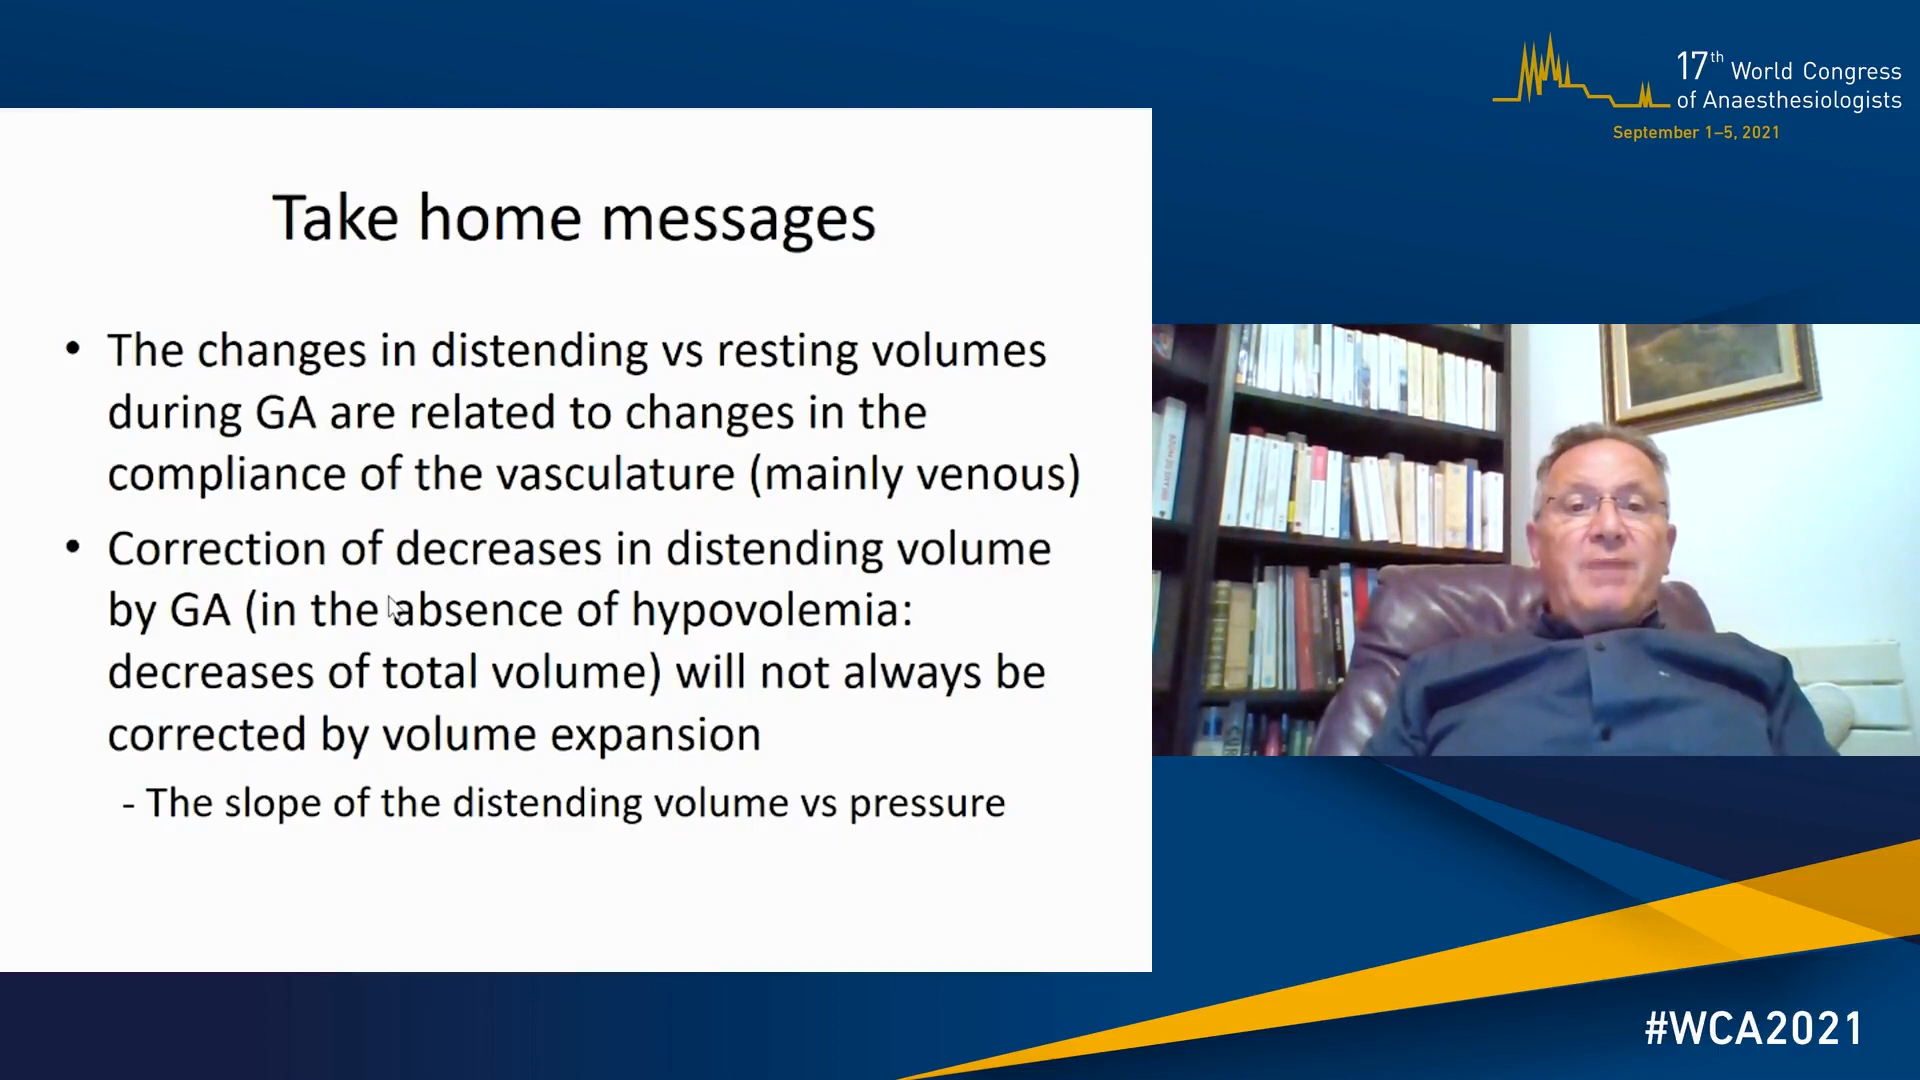 17th World Congress
of Anaesthesiologists
September 1–5, 2021
Take home messages
• The changes in distending vs resting volumes
during GA are related to changes in the
compliance of the vasculature (mainly venous)
• Correction of decreases in distending volume
by GA (in the absence of hypovolemia:
decreases of total volume) will not always be
corrected by volume expansion
- The slope of the distending volume vs pressure
#WCA2021